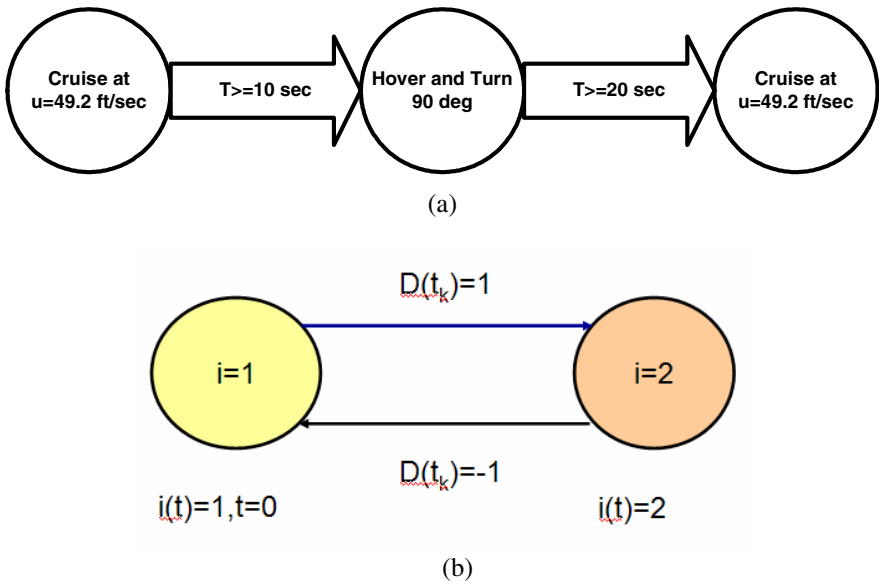 Cruise at
u=49.2 ft/sec
T>=10 sec
Hover and Turn
90 deg
T>=20 sec
Cruise at
u=49.2 ft/sec
(a)
D(tk)=1
i=1
i=2
D(tk)=-1
i(t)=1,t=0
i(t)=2
(b)